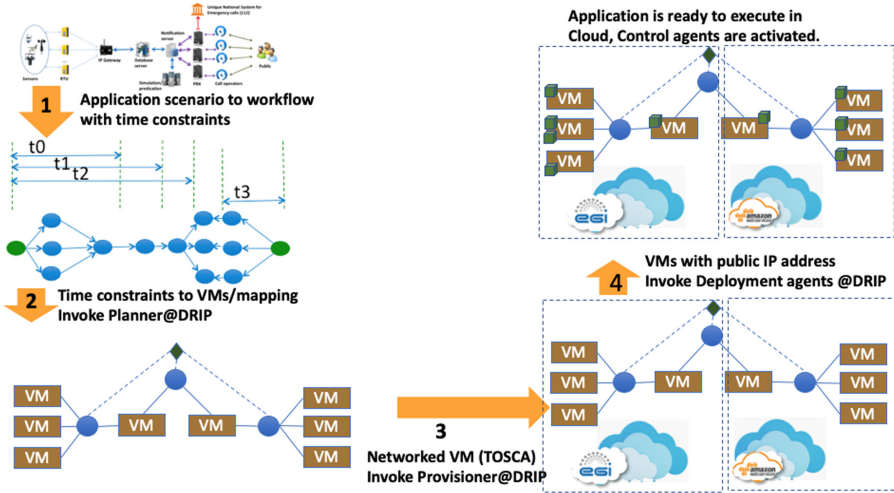 Unique National System for
Emergency calls (112)
Notification
server
IP Gateway
Database
server
Sensors
RTU
PBX
Call operators
Public
Simulation/
predication
1
Application scenario to workflow
with time constraints
t0
t1
t2
t3
2
Time constraints to VMs/mapping
Invoke Planner@DRIP
VM
VM
VM
VM
VM
VM
VM
VM
3
Networked VM (TOSCA)
Invoke Provisioner@DRIP
Application is ready to execute in
Cloud, Control agents are activated.
VM
VM
VM
VM
VM
VM
VM
VM
egi
amazon
webservices
4
VMs with public IP address
Invoke Deployment agents @DRIP
VM
VM
VM
VM
VM
VM
VM
VM
egi
amazon
webservices